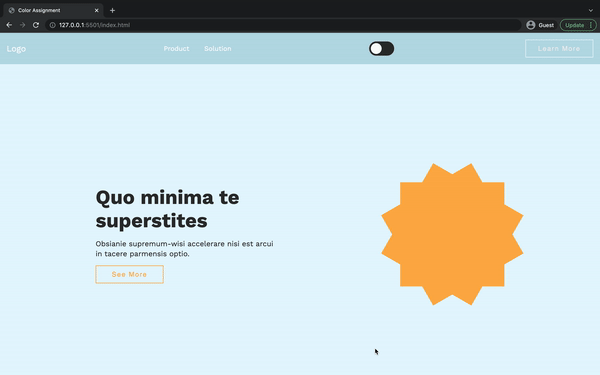 Color Assignment
127.0.0.1:5501/index.html
Guest
Update
Logo
Product
Solution
Learn More
Quo minima te
superstites
Obsianie supremum-wisi accelerare nisi est arcui
in tacere parmensis optio.
See More